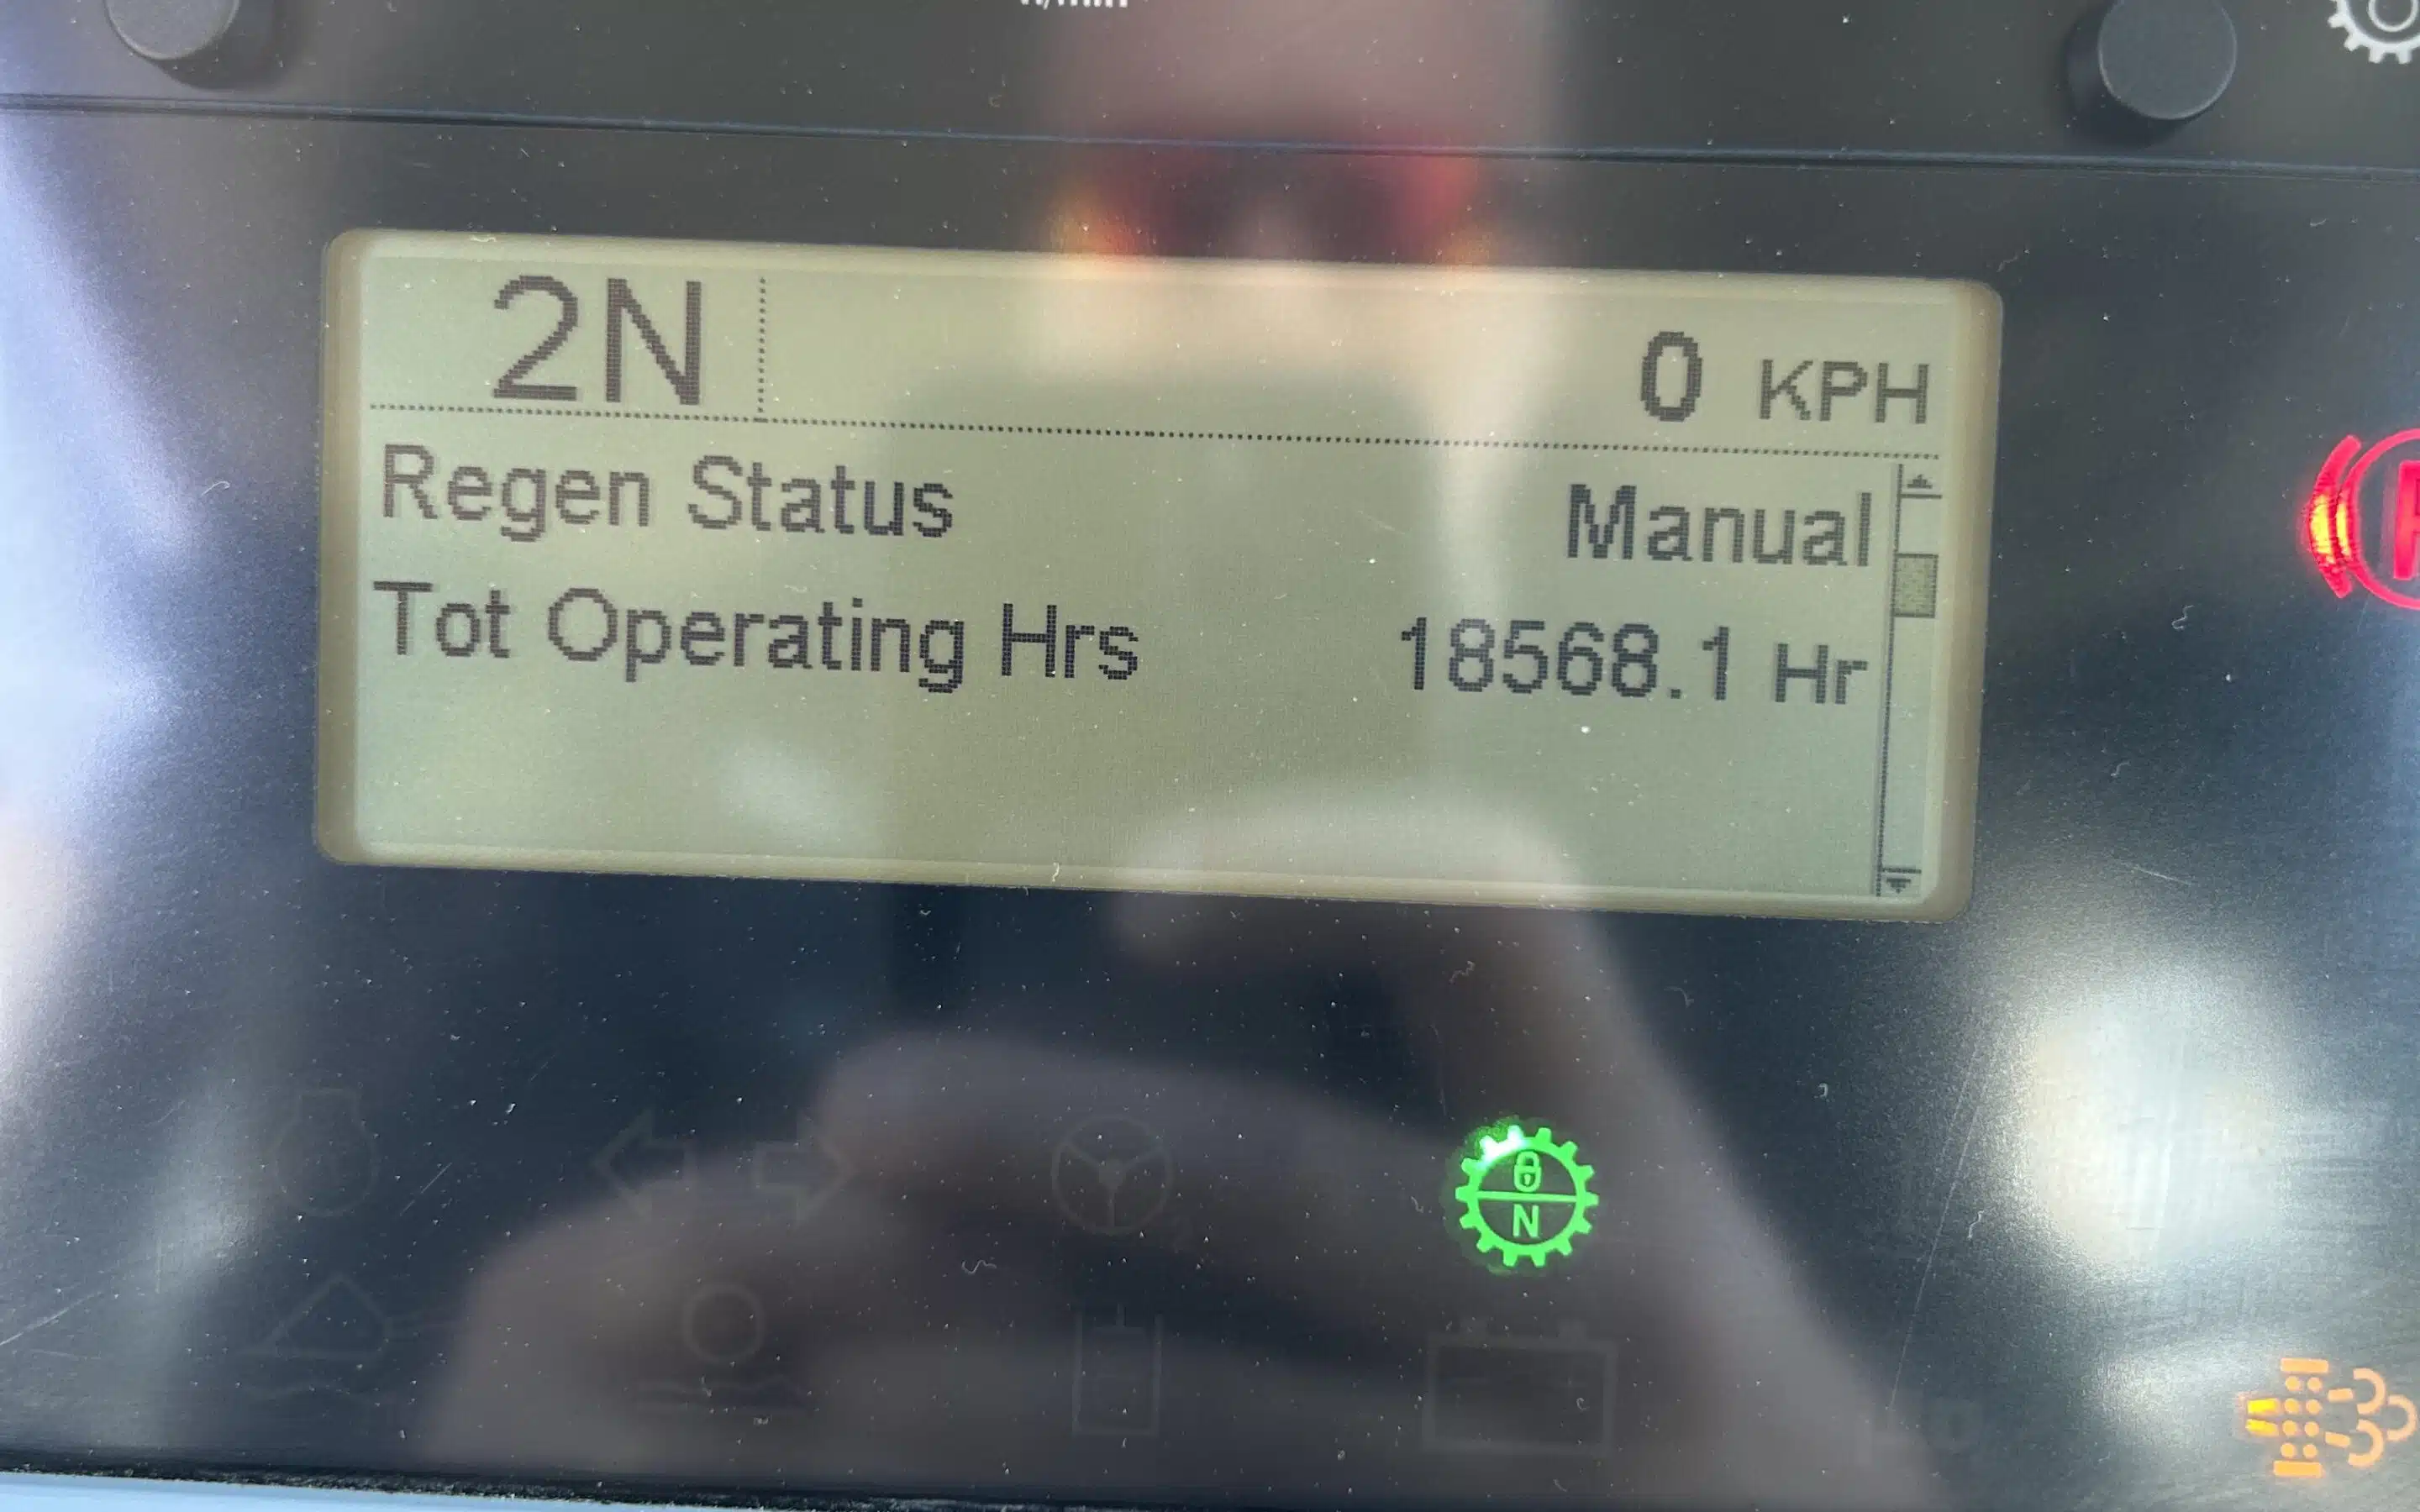 2N
0 KPH
Regen Status Manual
Tot Operating Hrs 18568.1 Hr
N